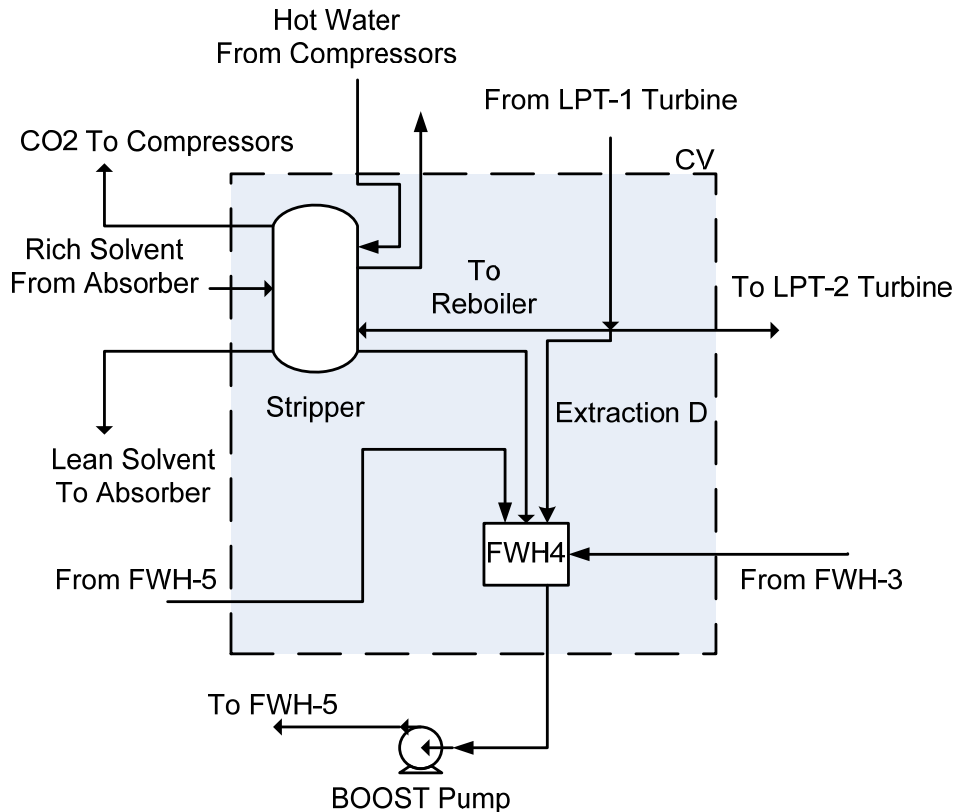 Hot Water
From Compressors
From LPT-1 Turbine
CO2 To Compressors
CV
Rich Solvent
From Absorber
To
Reboiler
To LPT-2 Turbine
Stripper
Extraction D
Lean Solvent
To Absorber
FWH4
From FWH-5
From FWH-3
To FWH-5
BOOST Pump